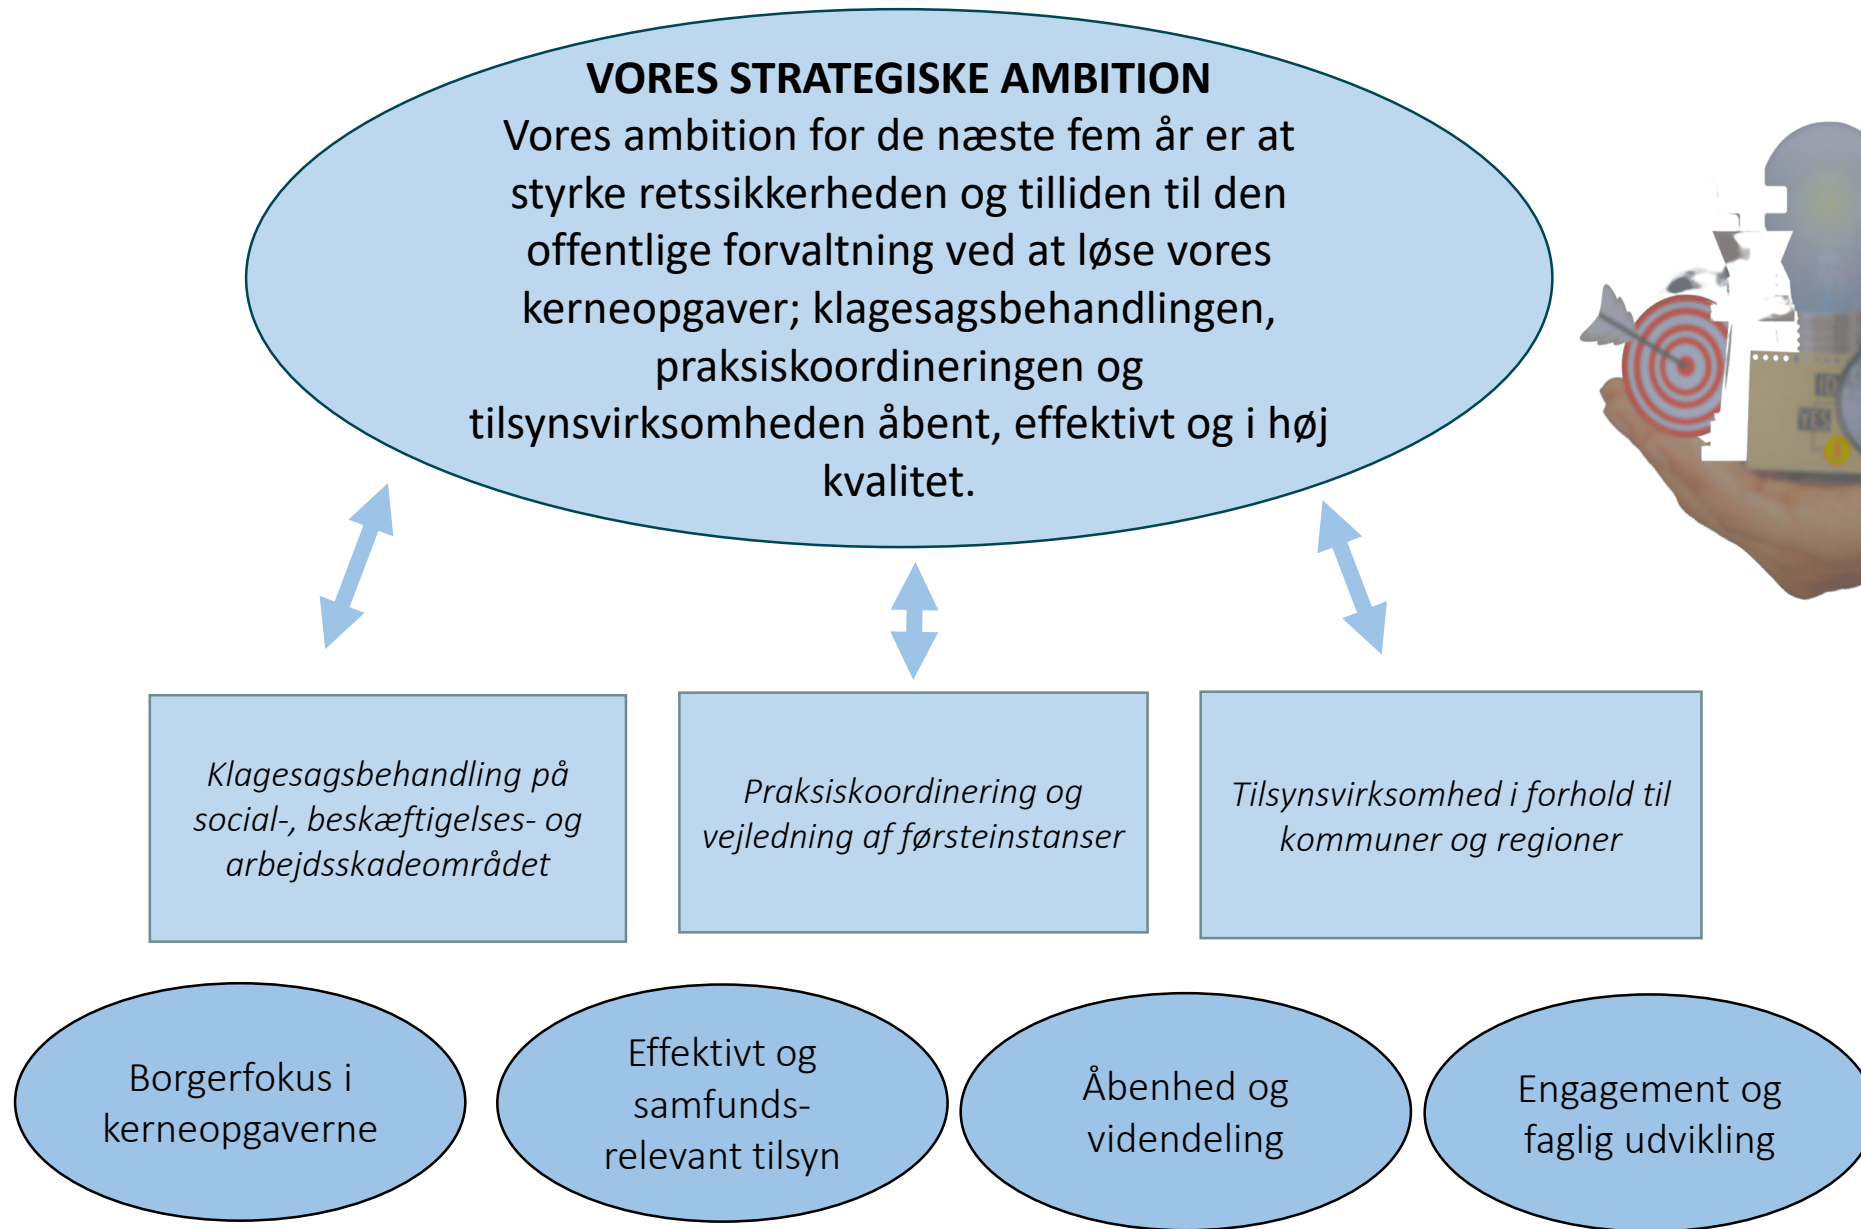 VORES STRATEGISKE AMBITION
Vores ambition for de næste fem år er at
styrke retssikkerheden og tilliden til den
offentlige forvaltning ved at løse vores
kerneopgaver; klagesagsbehandlingen,
praksiskoordineringen og
tilsynsvirksomheden åbent, effektivt og i høj
kvalitet.
YES
Klagesagsbehandling på
social-, beskæftigelses- og
arbejdsskadeområdet
Praksiskoordinering og
vejledning af førsteinstanser
Tilsynsvirksomhed i forhold til
kommuner og regioner
Borgerfokus i
kerneopgaverne
Effektivt og
samfunds-
relevant tilsyn
Åbenhed og
videndeling
Engagement og
faglig udvikling